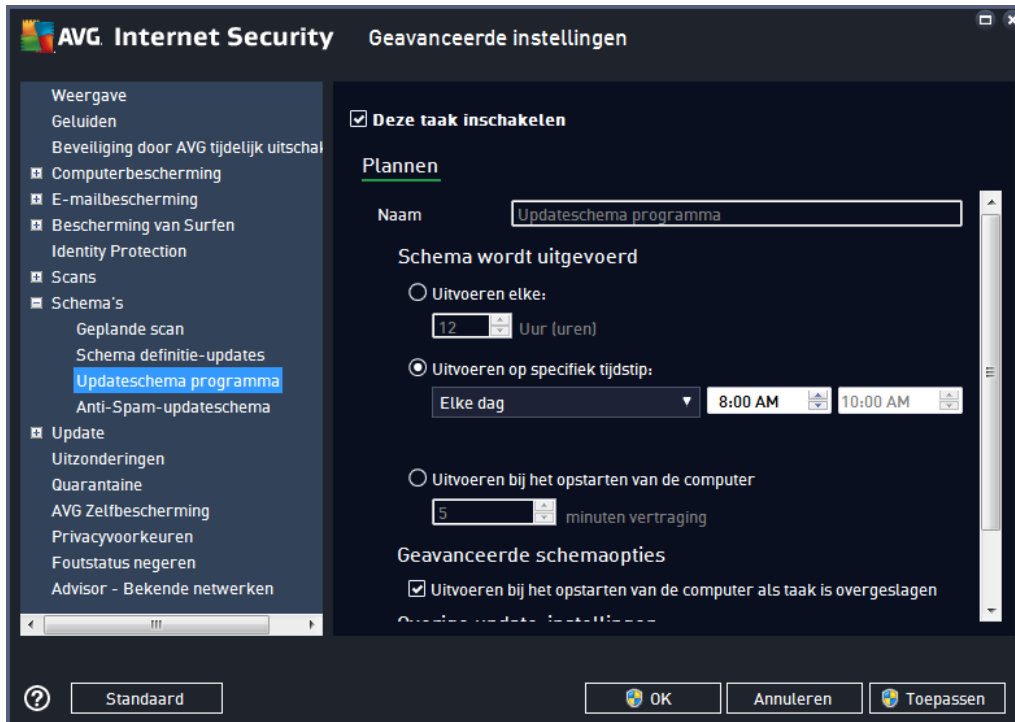 AVG. Internet Security
Geavanceerde instellingen
Weergave
Geluiden
Beveiliging door AVG tijdelijk
Computerbescherming
E-mailbescherming
Bescherming van Surfen
Identity Protection
Scans
Schema's
Geplande scan
Schema definitie-updates
Updateschema programma
Anti-Spam-updateschema
Update
Uitzonderingen
Quarantaine
AVG Zelfbescherming
Privacyvoorkeuren
Foutstatus negeren
Advisor - Bekende netwerken
Deze taak inschakelen
Plannen
Naam Updateschema programma
Schema wordt uitgevoerd
Uitvoeren elke:
12 Uur (uren)
Uitvoeren op specifiek tijdstip:
Elke dag 8:00 AM 10:00 AM
Uitvoeren bij het opstarten van de computer
5 minuten vertraging
Geavanceerde schemaopties
Uitvoeren bij het opstarten van de computer als taak is overgeslagen
? Standaard OK Annuleren Toepassen